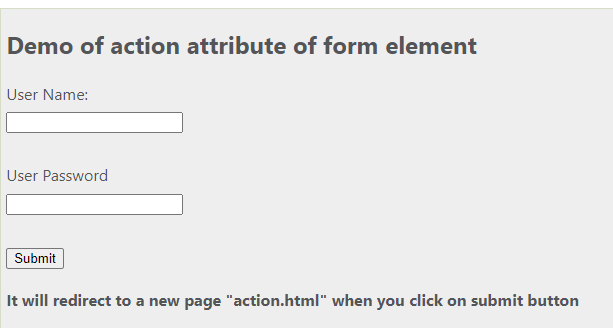 Demo of action attribute of form element
User Name:
User Password
Submit
It will redirect to a new page "action.html" when you click on submit button